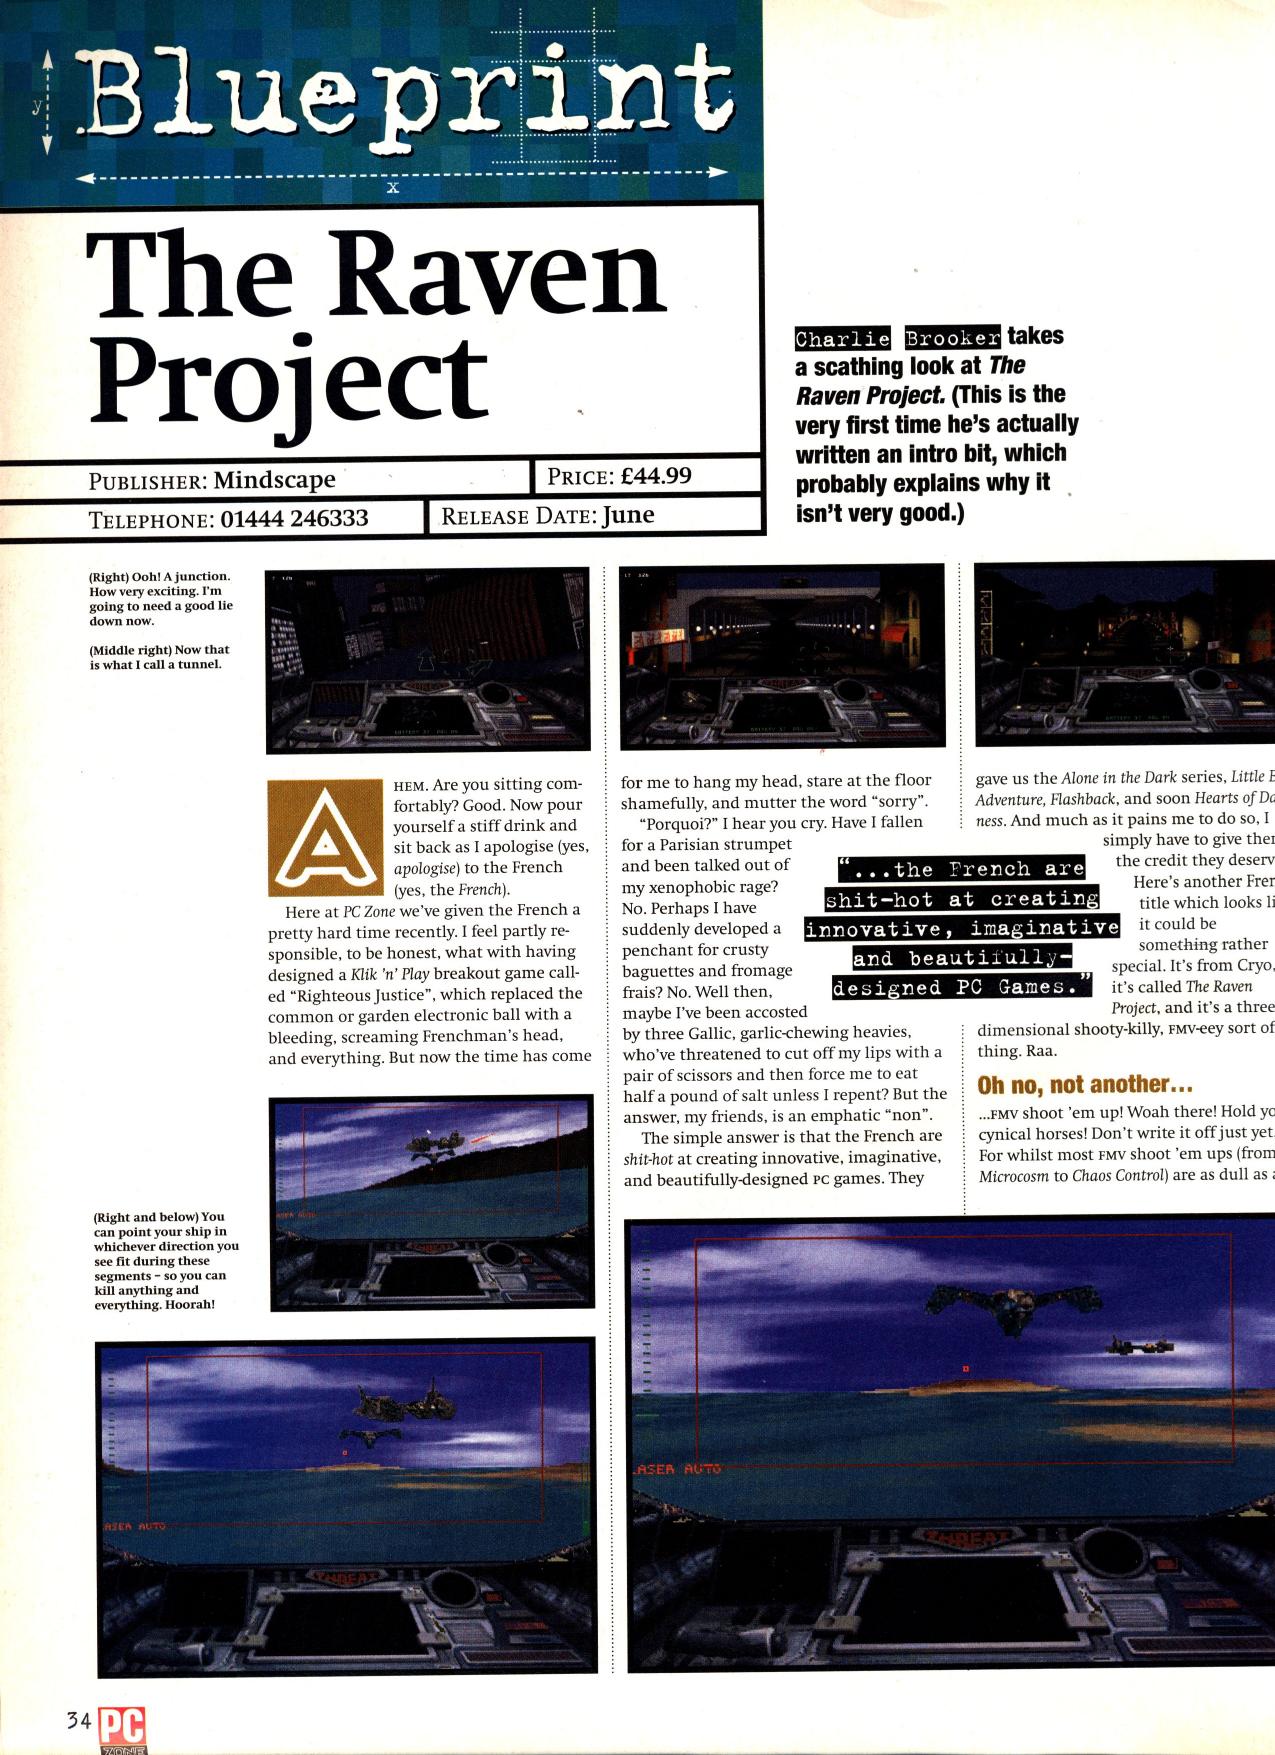 Blueprint
y
x
The Raven
Project
PUBLISHER: Mindscape
PRICE: £44.99
TELEPHONE: 01444 246333
RELEASE DATE: June
Charlie Brooker takes
a scathing look at The
Raven Project. (This is the
very first time he's actually
written an intro bit, which
probably explains why it
isn't very good.)
(Right) Ooh! A junction.
How very exciting. I'm
going to need a good lie
down now.
(Middle right) Now that
is what I call a tunnel.
AHEM. Are you sitting com-
fortably? Good. Now pour
yourself a stiff drink and
sit back as I apologise (yes,
apologise) to the French
(yes, the French).
Here at PC Zone we've given the French a
pretty hard time recently. I feel partly re-
sponsible, to be honest, what with having
designed a Klik 'n' Play breakout game call-
ed "Righteous Justice", which replaced the
common or garden electronic ball with a
bleeding, screaming Frenchman's head,
and everything. But now the time has come
for me to hang my head, stare at the floor
shamefully, and mutter the word "sorry".
"Porquoi?" I hear you cry. Have I fallen
for a Parisian strumpet
and been talked out of
my xenophobic rage?
No. Perhaps I have
suddenly developed a
penchant for crusty
baguettes and fromage
frais? No. Well then,
maybe I've been accosted
by three Gallic, garlic-chewing heavies,
who've threatened to cut off my lips with a
pair of scissors and then force me to eat
half a pound of salt unless I repent? But the
answer, my friends, is an emphatic "non".
The simple answer is that the French are
shit-hot at creating innovative, imaginative,
and beautifully-designed PC games. They
"...the French are
shit-hot at creating
innovative, imaginative
and beautifully-
designed PC Games."
gave us the Alone in the Dark series, Little
Adventure, Flashback, and soon Hearts of
ness. And much as it pains me to do so, I
simply have to give
the credit they
Here's another
title which looks
it could be
something rather
special. It's from Cryo,
it's called The Raven
Project, and it's a three
dimensional shooty-killy, FMV-eey sort of
thing. Raa.
Oh no, not another...
...FMV shoot 'em up! Woah there! Hold
cynical horses! Don't write it off just yet.
For whilst most FMV shoot 'em ups (from
Microcosm to Chaos Control) are as dull as
(Right and below) You
can point your ship in
whichever direction you
see fit during these
segments – so you can
kill anything and
everything. Hoorah!
THREAT
LASER AUTO
THREAT
LASER AUTO
THREAT
34 PC
ZONE